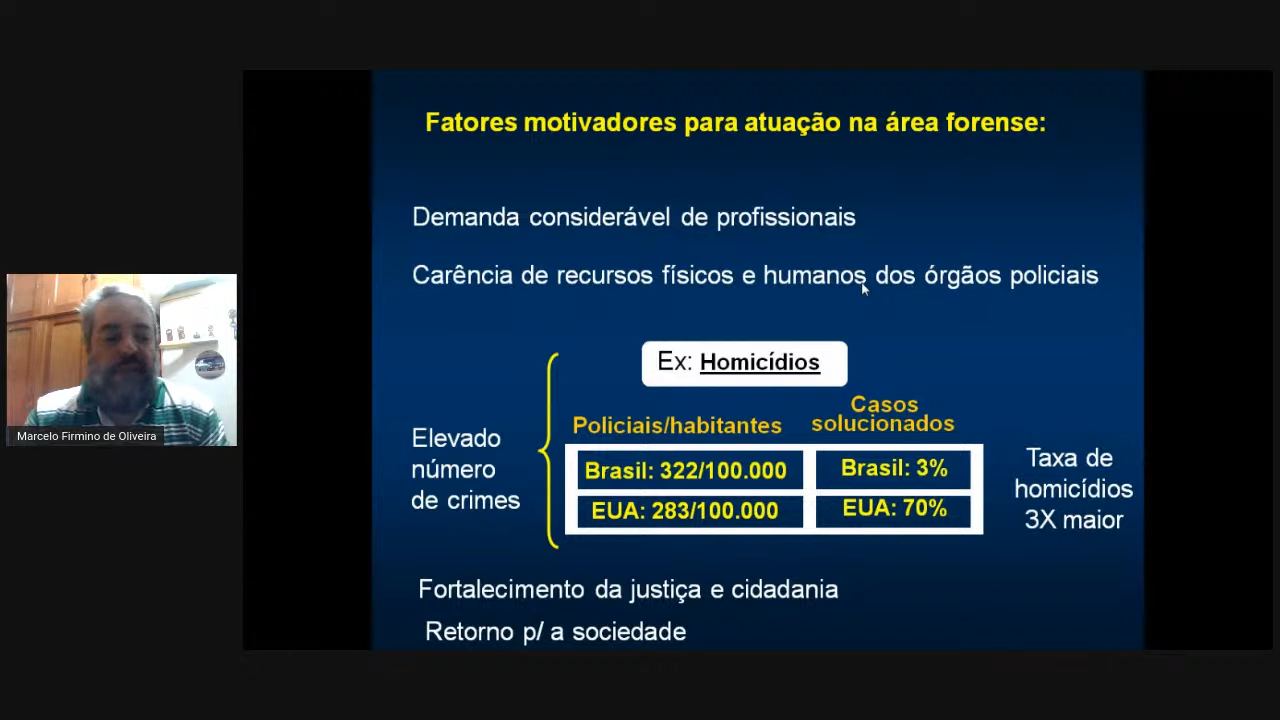 Fatores motivadores para atuação na área forense:
Demanda considerável de profissionais
Carência de recursos físicos e humanos dos órgãos policiais
Ex: Homicídios
Elevado
número
de crimes
Policiais/habitantes
Casos
solucionados
Brasil: 322/100.000
Brasil: 3%
EUA: 283/100.000
EUA: 70%
Taxa de
homicídios
3X maior
Fortalecimento da justiça e cidadania
Retorno p/ a sociedade
Marcelo Firmino de Oliveira